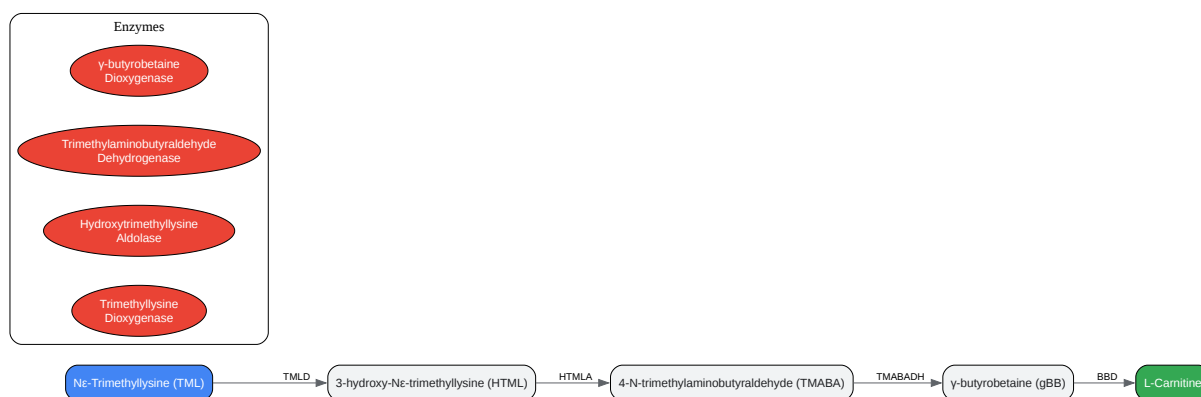 Enzymes
γ-butyrobetaine
Dioxygenase
Trimethylaminobutyraldehyde
Dehydrogenase
Hydroxytrimethyllysine
Aldolase
Trimethyllysine
Dioxygenase
Nε-Trimethyllysine (TML)
TMLD
3-hydroxy-Nε-trimethyllysine (HTML)
HTMLA
4-N-trimethylaminobutyraldehyde (TMABA)
TMABADH
γ-butyrobetaine (gBB)
BBD
L-Carnitine